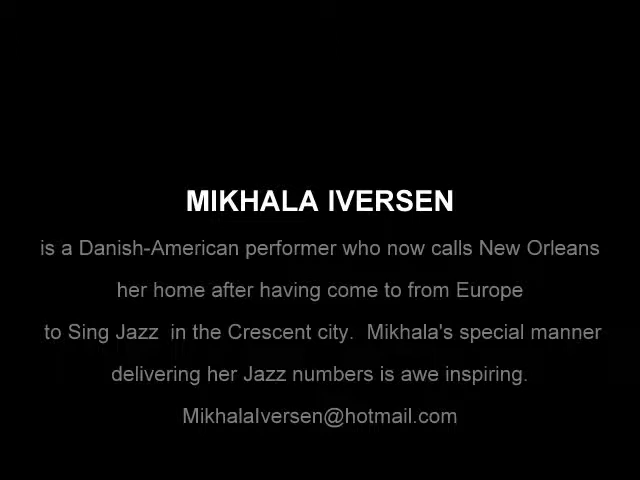 MIKHALA IVERSEN
is a Danish-American performer who now calls New Orleans
her home after having come to from Europe
to Sing Jazz  in the Crescent city.  Mikhala's special manner
delivering her Jazz numbers is awe inspiring.
MikhalaIversen@hotmail.com